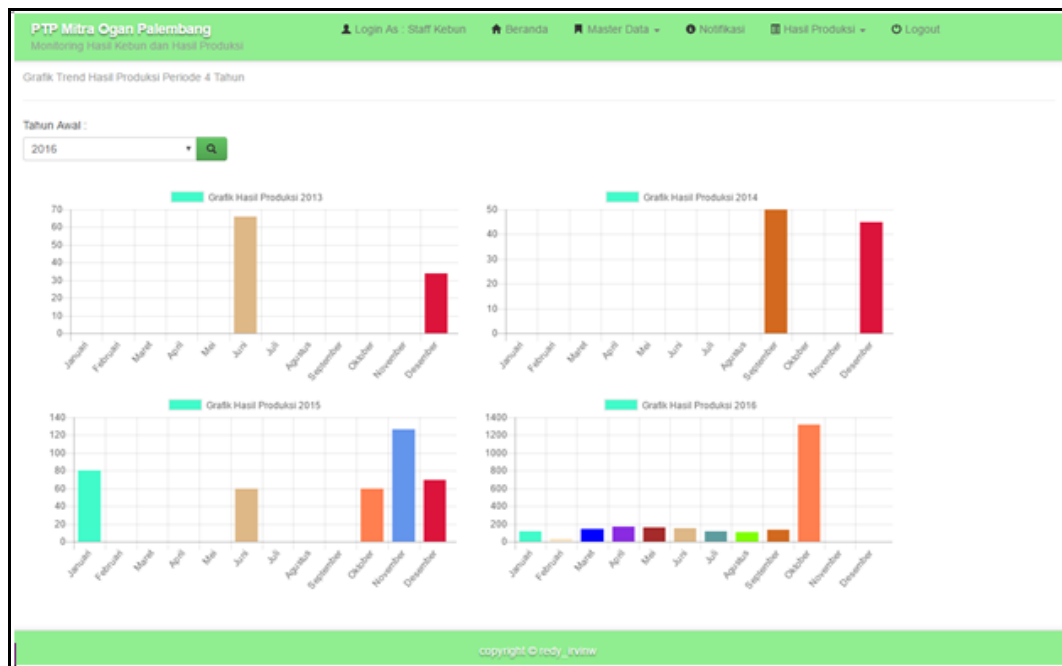 PTP Mitra Ogan Palembang
Monitoring Hasil Kebun dan Hasil Produksi
Login As : Staff Kebun
Beranda
Master Data
Notifikasi
Hasil Produksi
Logout
Grafik Trend Hasil Produksi Periode 4 Tahun
Tahun Awal :
2016
Grafik Hasil Produksi 2013
70
60
50
40
30
20
10
0
Januari Februari Maret April Mei Juni Juli Agustus September Oktober November Desember
Grafik Hasil Produksi 2014
50
40
30
20
10
0
Januari Februari Maret April Mei Juni Juli Agustus September Oktober November Desember
Grafik Hasil Produksi 2015
140
120
100
80
60
40
20
0
Januari Februari Maret April Mei Juni Juli Agustus September Oktober November Desember
Grafik Hasil Produksi 2016
1400
1200
1000
800
600
400
200
0
Januari Februari Maret April Mei Juni Juli Agustus September Oktober November Desember
copyright © redy_irvinw